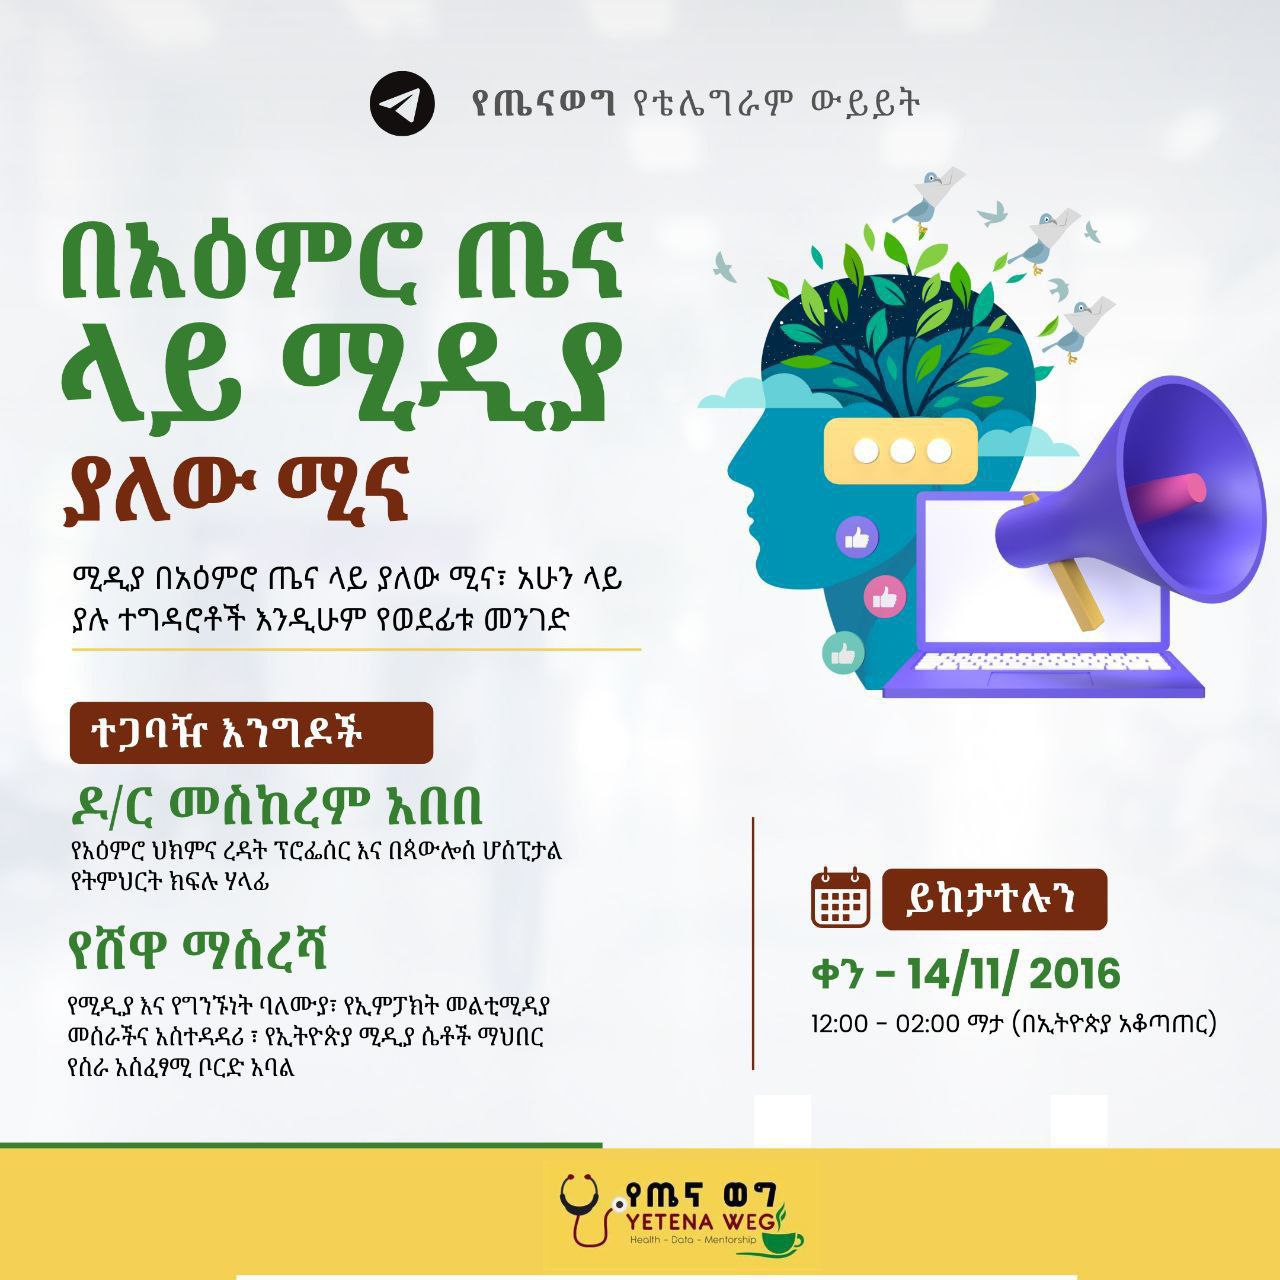 የጤናወግ የቴሌግራም ውይይት
በአዕምሮ ጤና
ላይ ሚዲያ
ያለው ሚና
ሚዲያ በአዕምሮ ጤና ላይ ያለው ሚና፣ አሁን ላይ
ያሉ ተግዳሮቶች እንዲሁም የወደፊቱ መንገድ
ተጋባዥ እንግዶች
ዶ/ር መስከረም አበበ
የአዕምሮ ህክምና ረዳት ፕሮፌሰር እና በጳውሎስ ሆስፒታል
የትምህርት ክፍሉ ሃላፊ
የሸዋ ማስረሻ
የሚዲያ እና የግንኙነት ባለሙያ፣ የኢምፓክት መልቲሚዳያ
መስራችና አስተዳዳሪ ፣ የኢትዮጵያ ሚዲያ ሴቶች ማህበር
የስራ አስፈፃሚ ቦርድ አባል
ይከታተሉን
ቀን - 14/11/ 2016
12:00 - 02:00 ማታ (በኢትዮጵያ አቆጣጠር)
የጤና ወግ
YETENA WEG
Health - Data - Mentorship